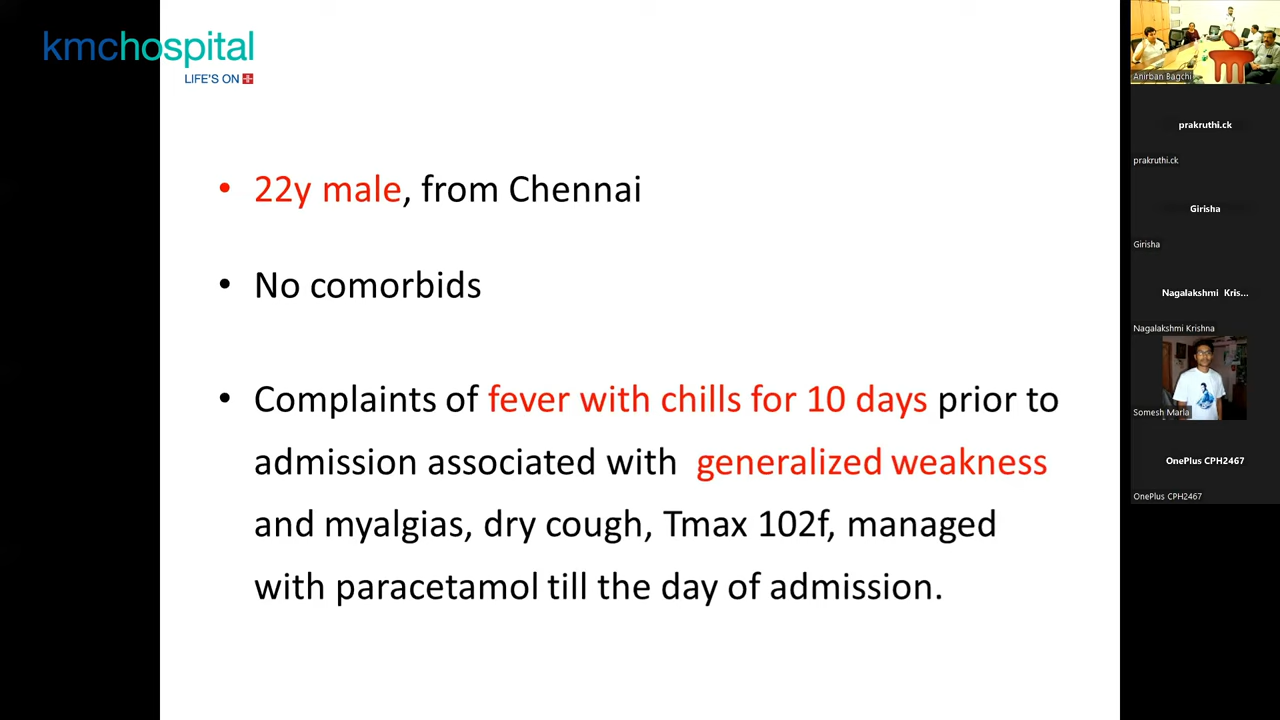 kmchospital
LIFE'S ON
• 22y male, from Chennai
• No comorbids
• Complaints of fever with chills for 10 days prior to
admission associated with generalized weakness
and myalgias, dry cough, Tmax 102f, managed
with paracetamol till the day of admission.
Anirban Bagchi
prakruthi.ck
prakruthi.ck
Girisha
Girisha
Nagalakshmi Kris...
Nagalakshmi Krishna
Somesh Marla
OnePlus CPH2467
OnePlus CPH2467